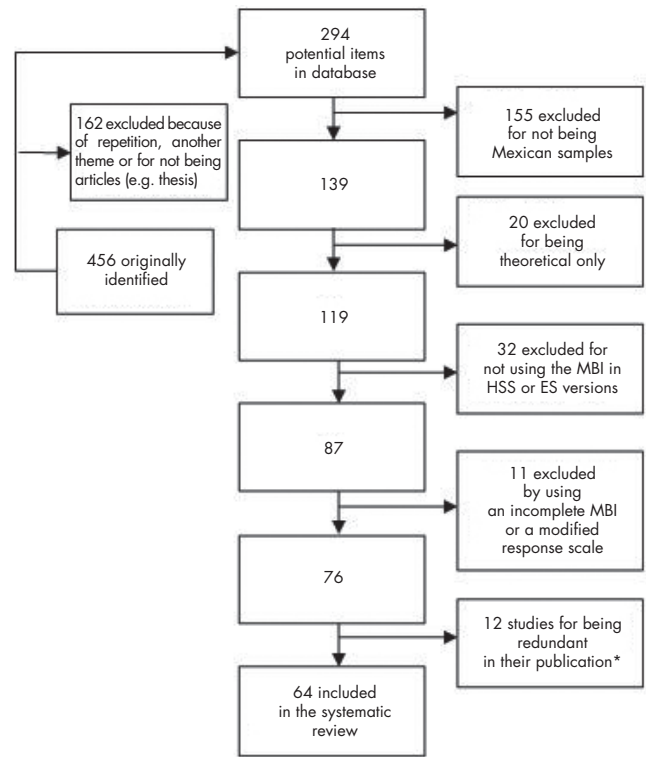 294
potential items
in database
162 excluded because
of repetition, another
theme or for not being
articles (e.g. thesis)
155 excluded
for not being
Mexican samples
139
20 excluded
for being
theoretical only
456 originally
identified
119
32 excluded for
not using the MBI in
HSS or ES versions
87
11 excluded
by using
an incomplete MBI
or a modified
response scale
76
12 studies for being
redundant
in their publication*
64 included
in the systematic
review